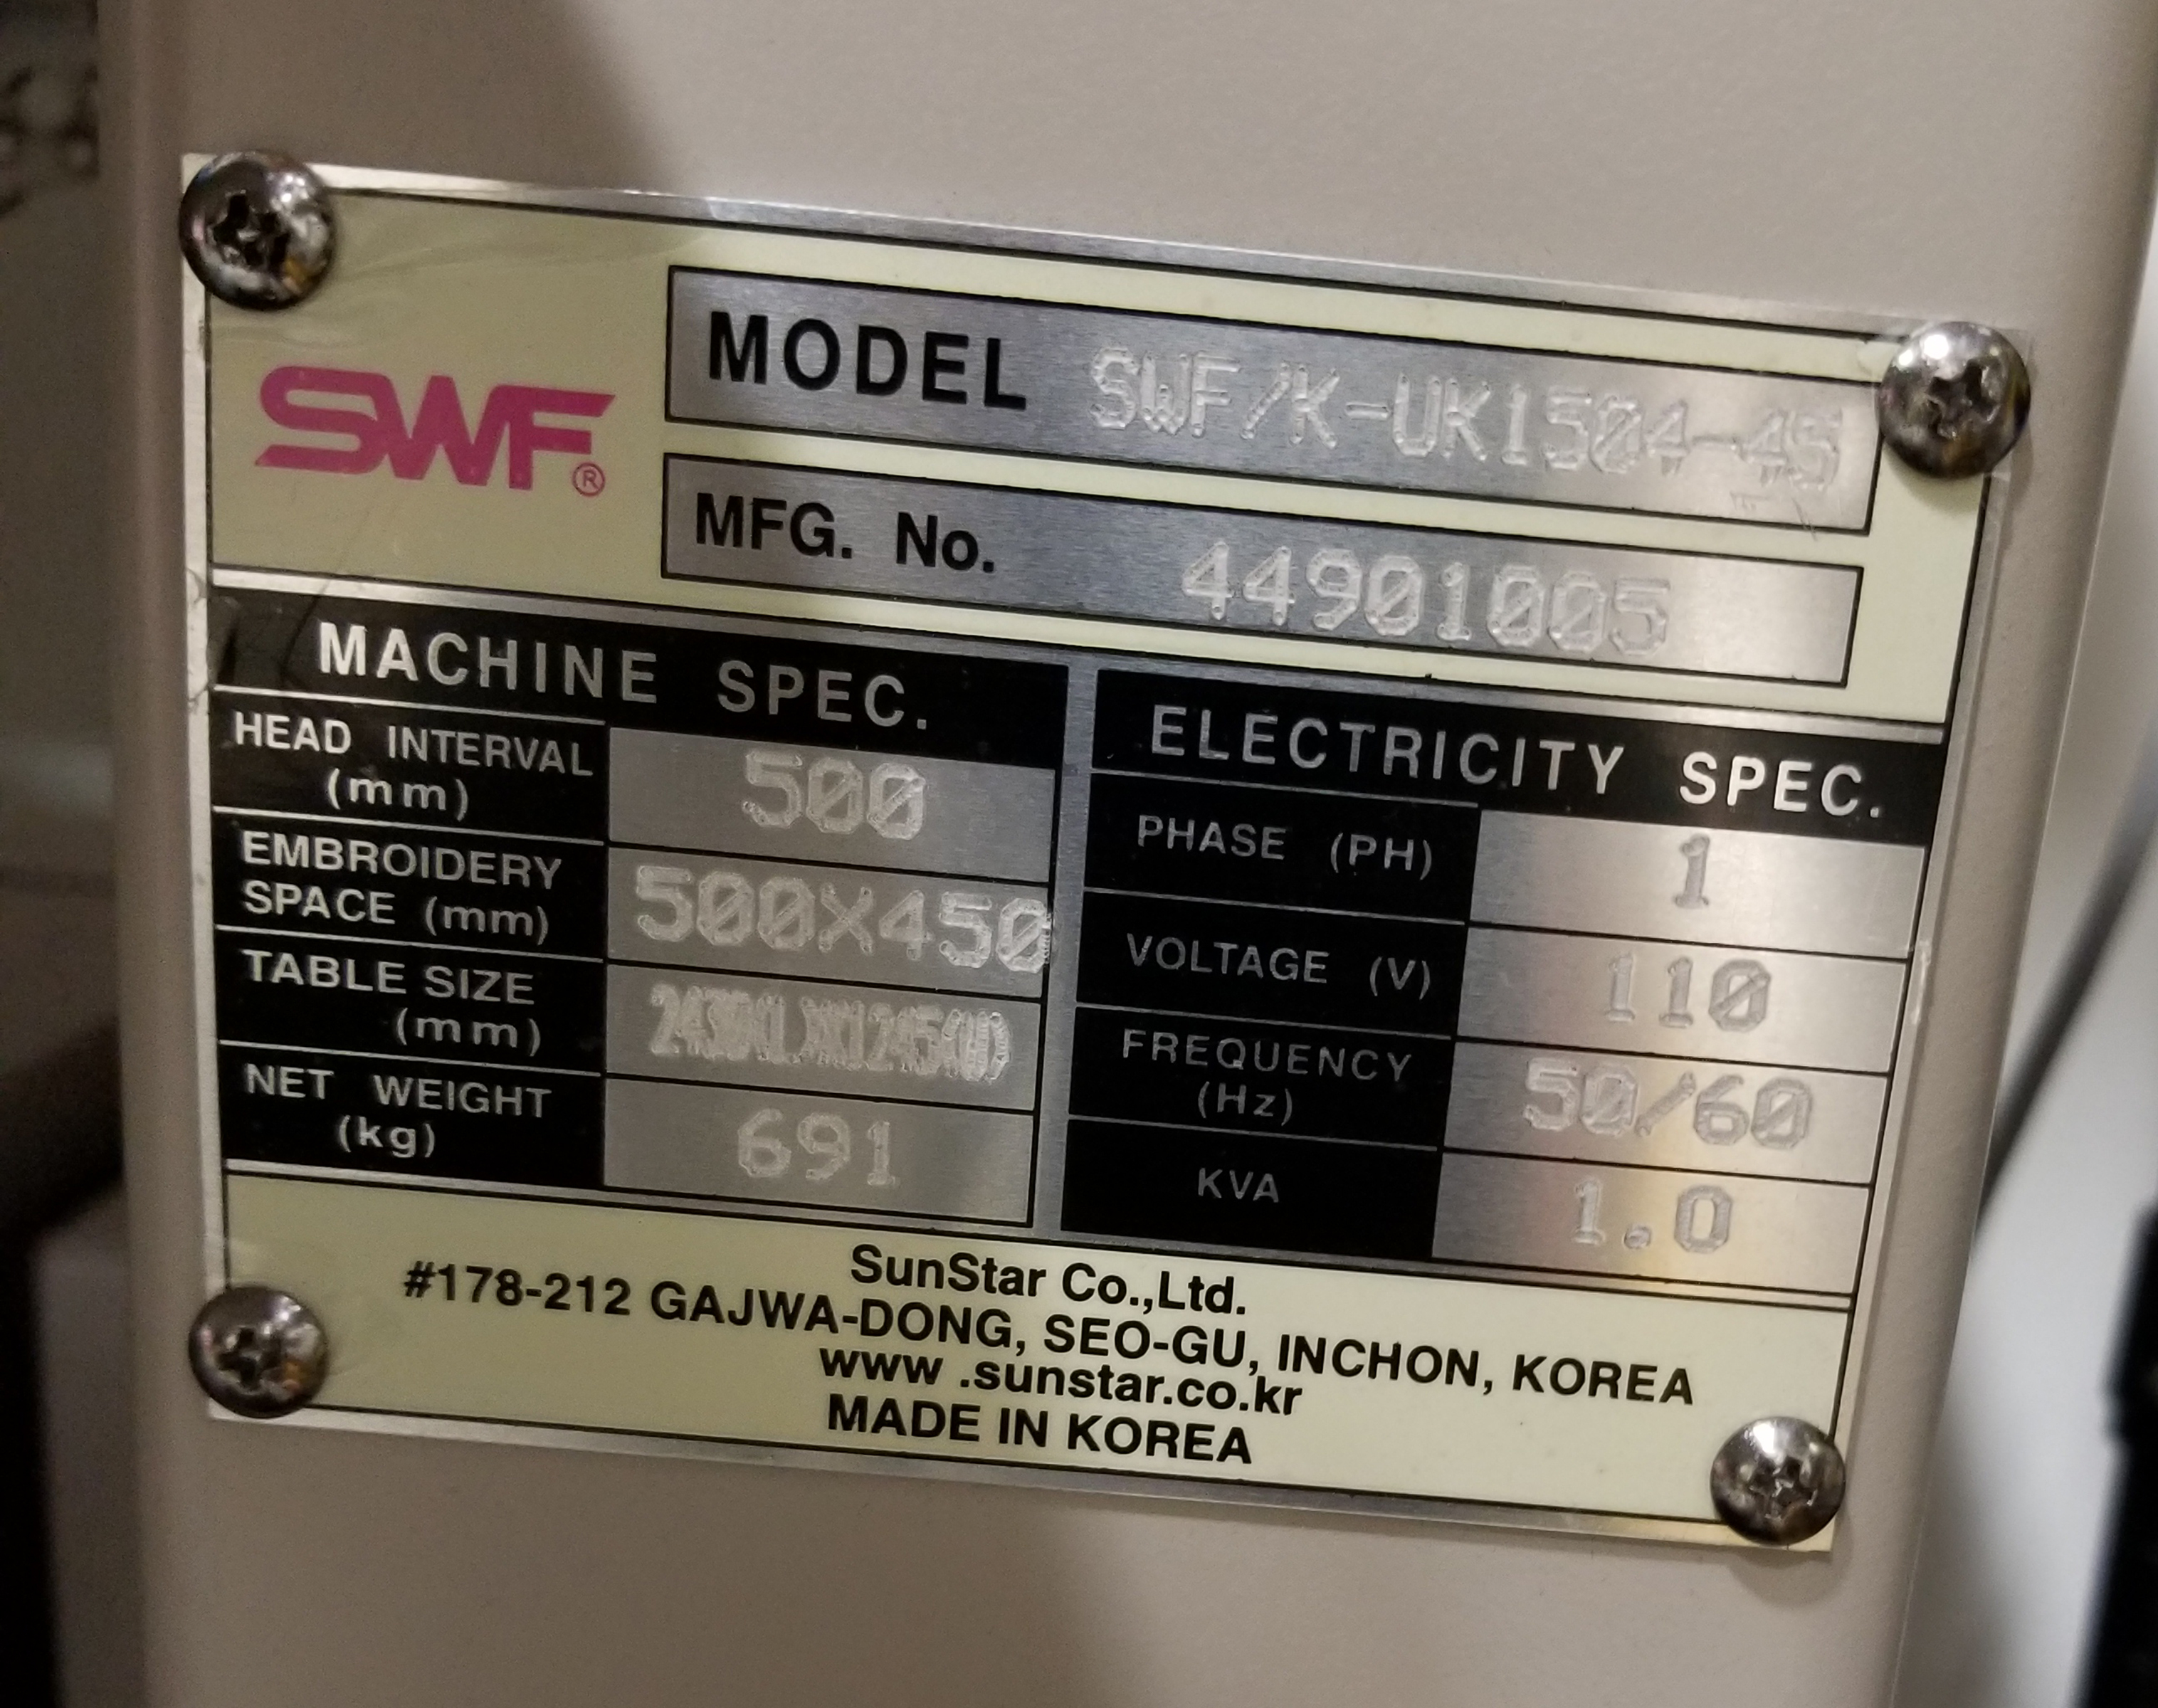 SWF®
MODEL SWF/K-UK1504-45
MFG. No. 44901005
MACHINE SPEC.
HEAD INTERVAL (mm) 500
EMBROIDERY SPACE (mm) 500X450
TABLE SIZE (mm)
NET WEIGHT (kg) 691
ELECTRICITY SPEC.
PHASE (PH) 1
VOLTAGE (V) 110
FREQUENCY (Hz) 50/60
KVA 1.0
SunStar Co.,Ltd.
#178-212 GAJWA-DONG, SEO-GU, INCHON, KOREA
www .sunstar.co.kr
MADE IN KOREA